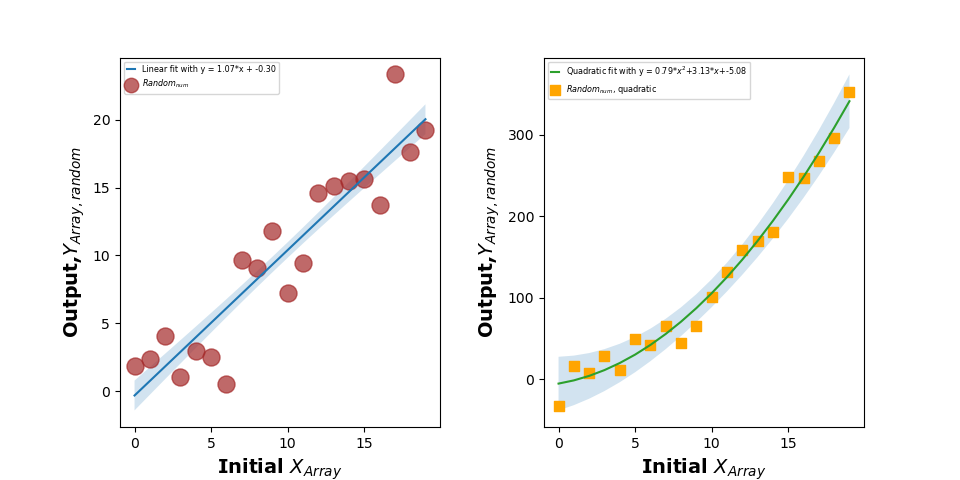 Linear fit with y = 1.07*x + -0.30
Random_num
20
15
10
5
0
0 5 10 15
Output,Y_Array, random
Initial X_Array
Quadratic fit with y = 0.79*x²+3.13*x+-5.08
Random_num, quadratic
300
200
100
0
0 5 10 15
Output,Y_Array, random
Initial X_Array